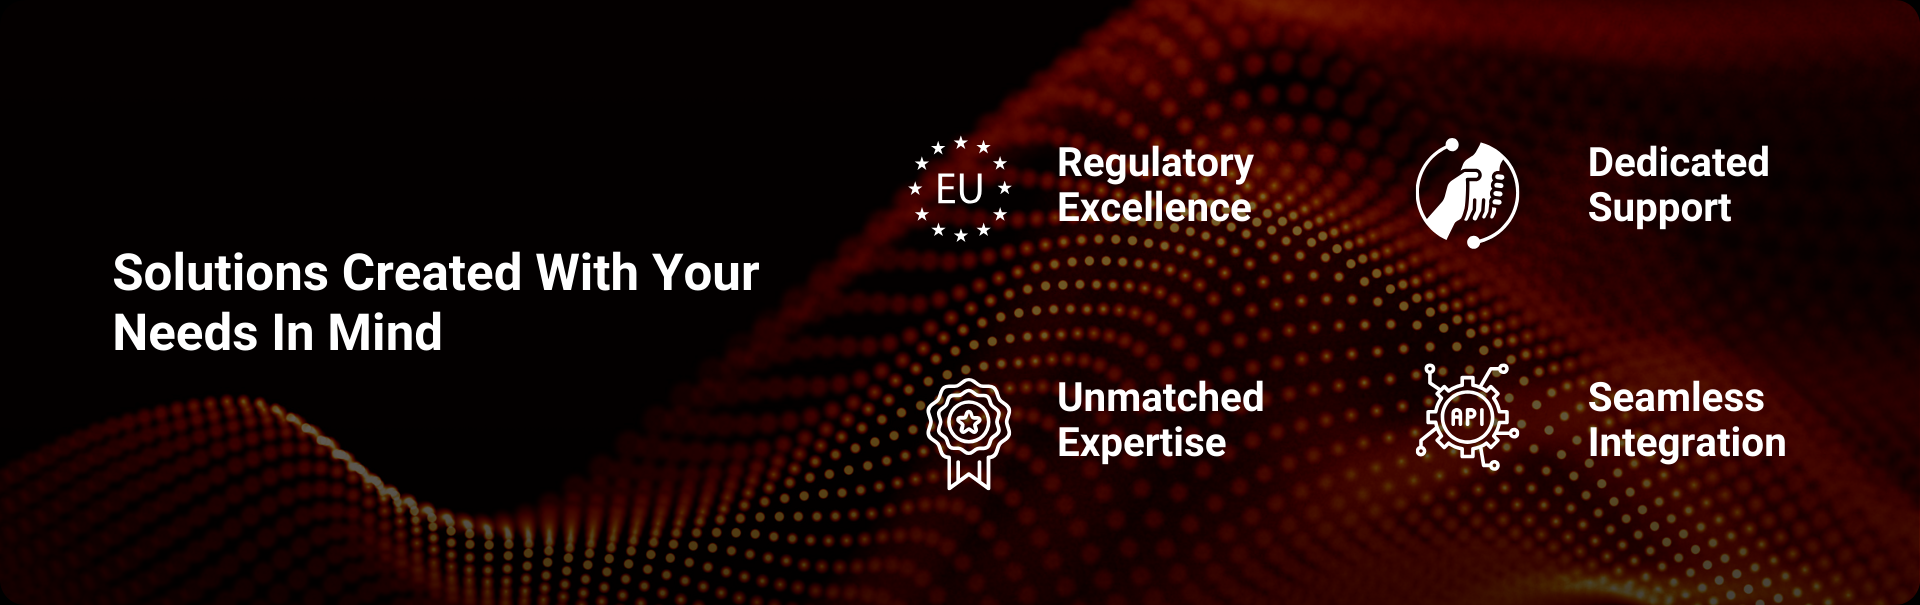 Solutions Created With Your
Needs In Mind
EU
Regulatory
Excellence
Dedicated
Support
Unmatched
Expertise
API
Seamless
Integration